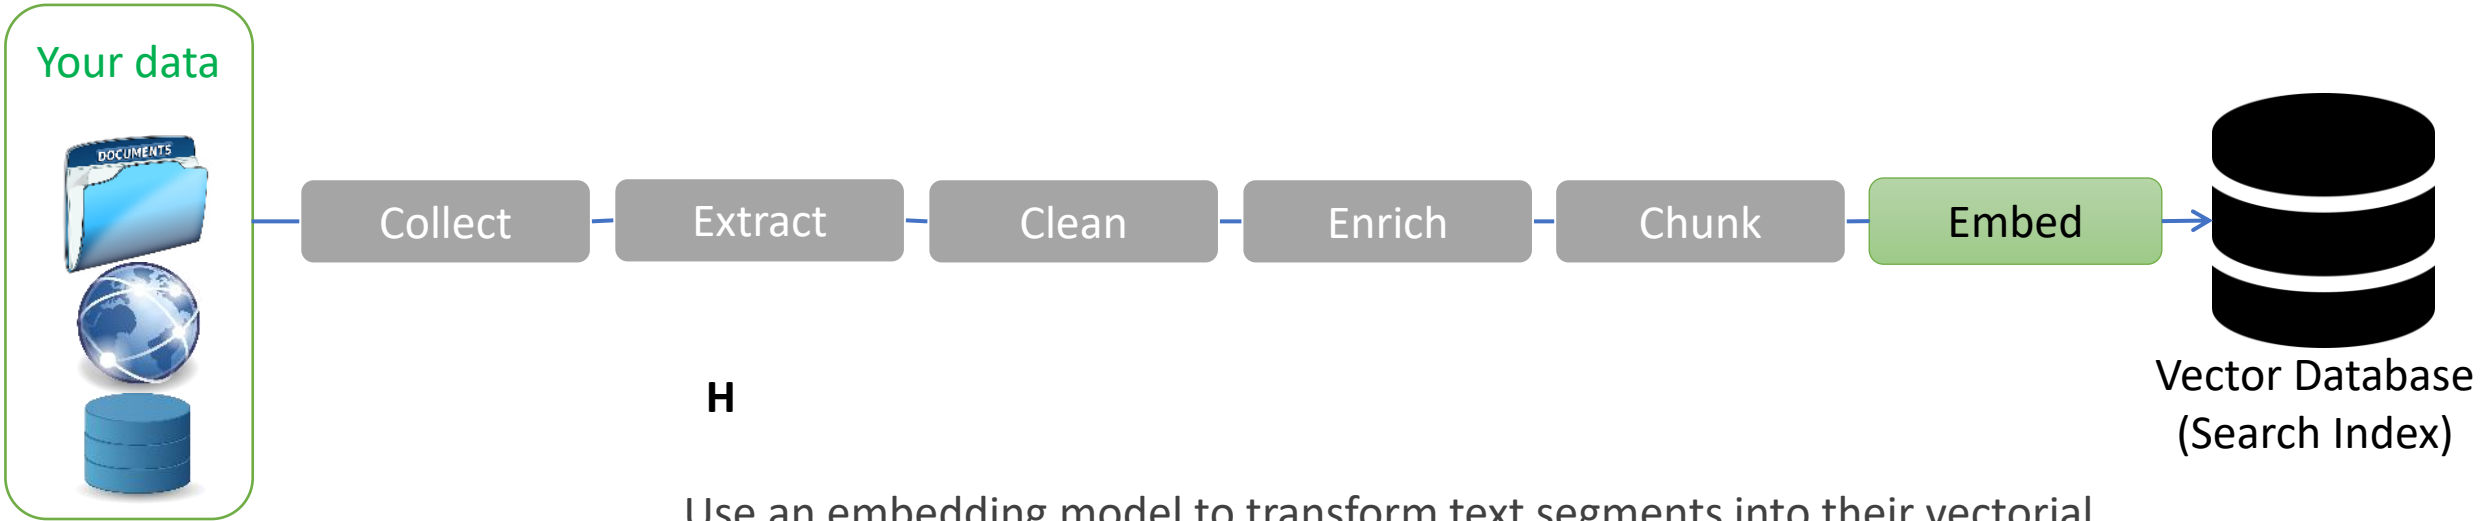 Your data
DOCUMENTS
Collect
Extract
Clean
Enrich
Chunk
Embed
Vector Database
(Search Index)
H
Use an embedding model to transform text segments into their vectorial